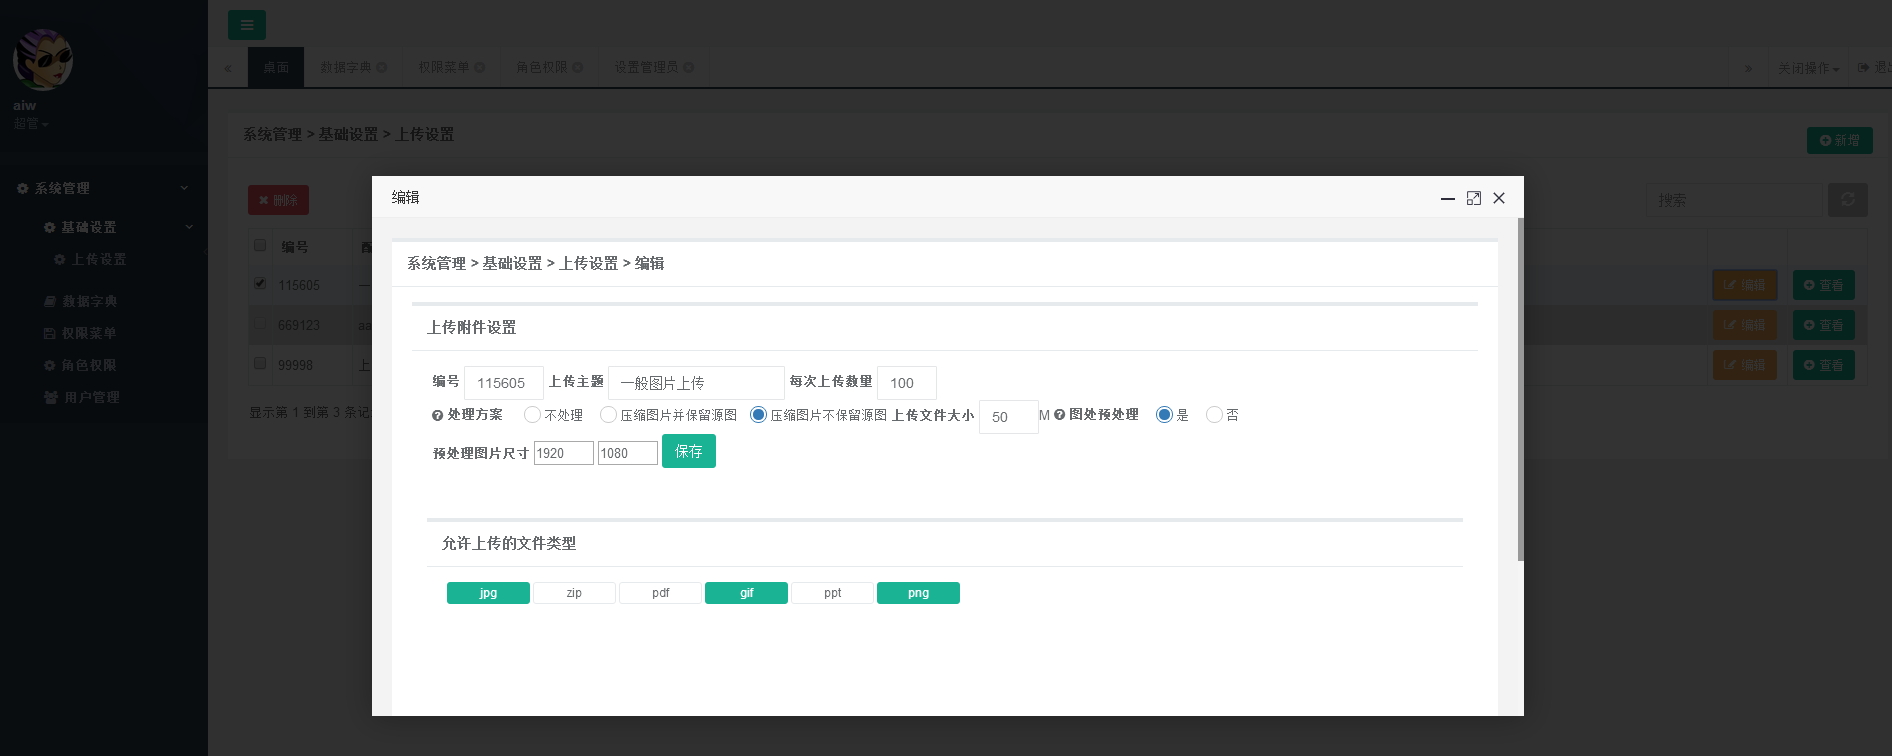 aiw
超管
系统管理
基础设置
上传设置
数据字典
权限菜单
角色权限
用户管理
« 桌面 数据字典 权限菜单 角色权限 设置管理员 » 关闭操作
系统管理 > 基础设置 > 上传设置
新增
删除
搜索
编号
115605 编辑 查看
669123 aa 编辑 查看
99998 上 编辑 查看
显示第 1 到第 3 条记
编辑
系统管理 > 基础设置 > 上传设置 > 编辑
上传附件设置
编号 115605 上传主题 一般图片上传 每次上传数量 100
处理方案 不处理 压缩图片并保留源图 压缩图片不保留源图 上传文件大小 50 M 图处预处理 是 否
预处理图片尺寸 1920 1080 保存
允许上传的文件类型
jpg zip pdf gif ppt png